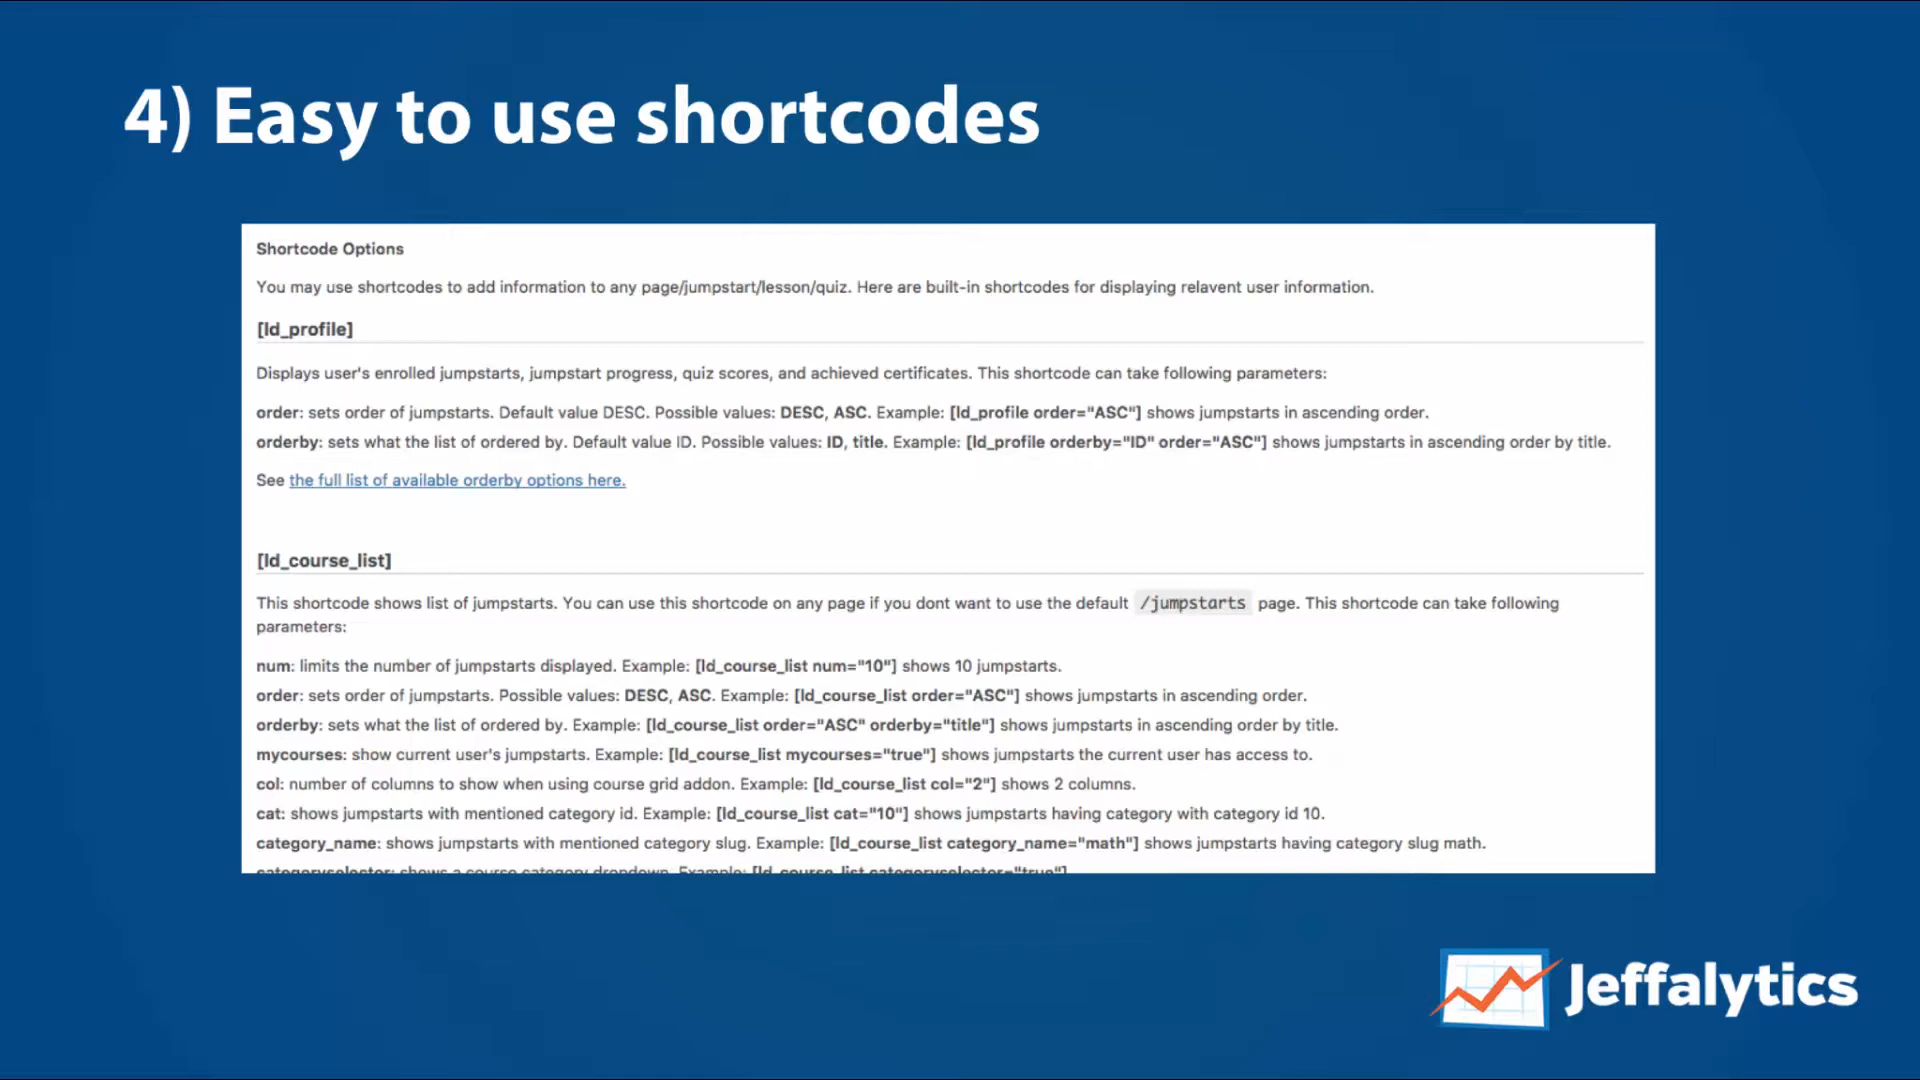 4) Easy to use shortcodes
Shortcode Options
You may use shortcodes to add information to any page/jumpstart/lesson/quiz. Here are built-in shortcodes for displaying relavent user information.
[ld_profile]
Displays user's enrolled jumpstarts, jumpstart progress, quiz scores, and achieved certificates. This shortcode can take following parameters:
order: sets order of jumpstarts. Default value DESC. Possible values: DESC, ASC. Example: [ld_profile order="ASC"] shows jumpstarts in ascending order.
orderby: sets what the list of ordered by. Default value ID. Possible values: ID, title. Example: [ld_profile orderby="ID" order="ASC"] shows jumpstarts in ascending order by title.
See the full list of available orderby options here.
[ld_course_list]
This shortcode shows list of jumpstarts. You can use this shortcode on any page if you dont want to use the default /jumpstarts page. This shortcode can take following
parameters:
num: limits the number of jumpstarts displayed. Example: [ld_course_list num="10"] shows 10 jumpstarts.
order: sets order of jumpstarts. Possible values: DESC, ASC. Example: [ld_course_list order="ASC"] shows jumpstarts in ascending order.
orderby: sets what the list of ordered by. Example: [ld_course_list order="ASC" orderby="title"] shows jumpstarts in ascending order by title.
mycourses: show current user's jumpstarts. Example: [ld_course_list mycourses="true"] shows jumpstarts the current user has access to.
col: number of columns to show when using course grid addon. Example: [ld_course_list col="2"] shows 2 columns.
cat: shows jumpstarts with mentioned category id. Example: [ld_course_list cat="10"] shows jumpstarts having category with category id 10.
category_name: shows jumpstarts with mentioned category slug. Example: [ld_course_list category_name="math"] shows jumpstarts having category slug math.
categoryselector: shows a course category dropdown. Example: [ld_course_list categoryselector="true"]
Jeffalytics